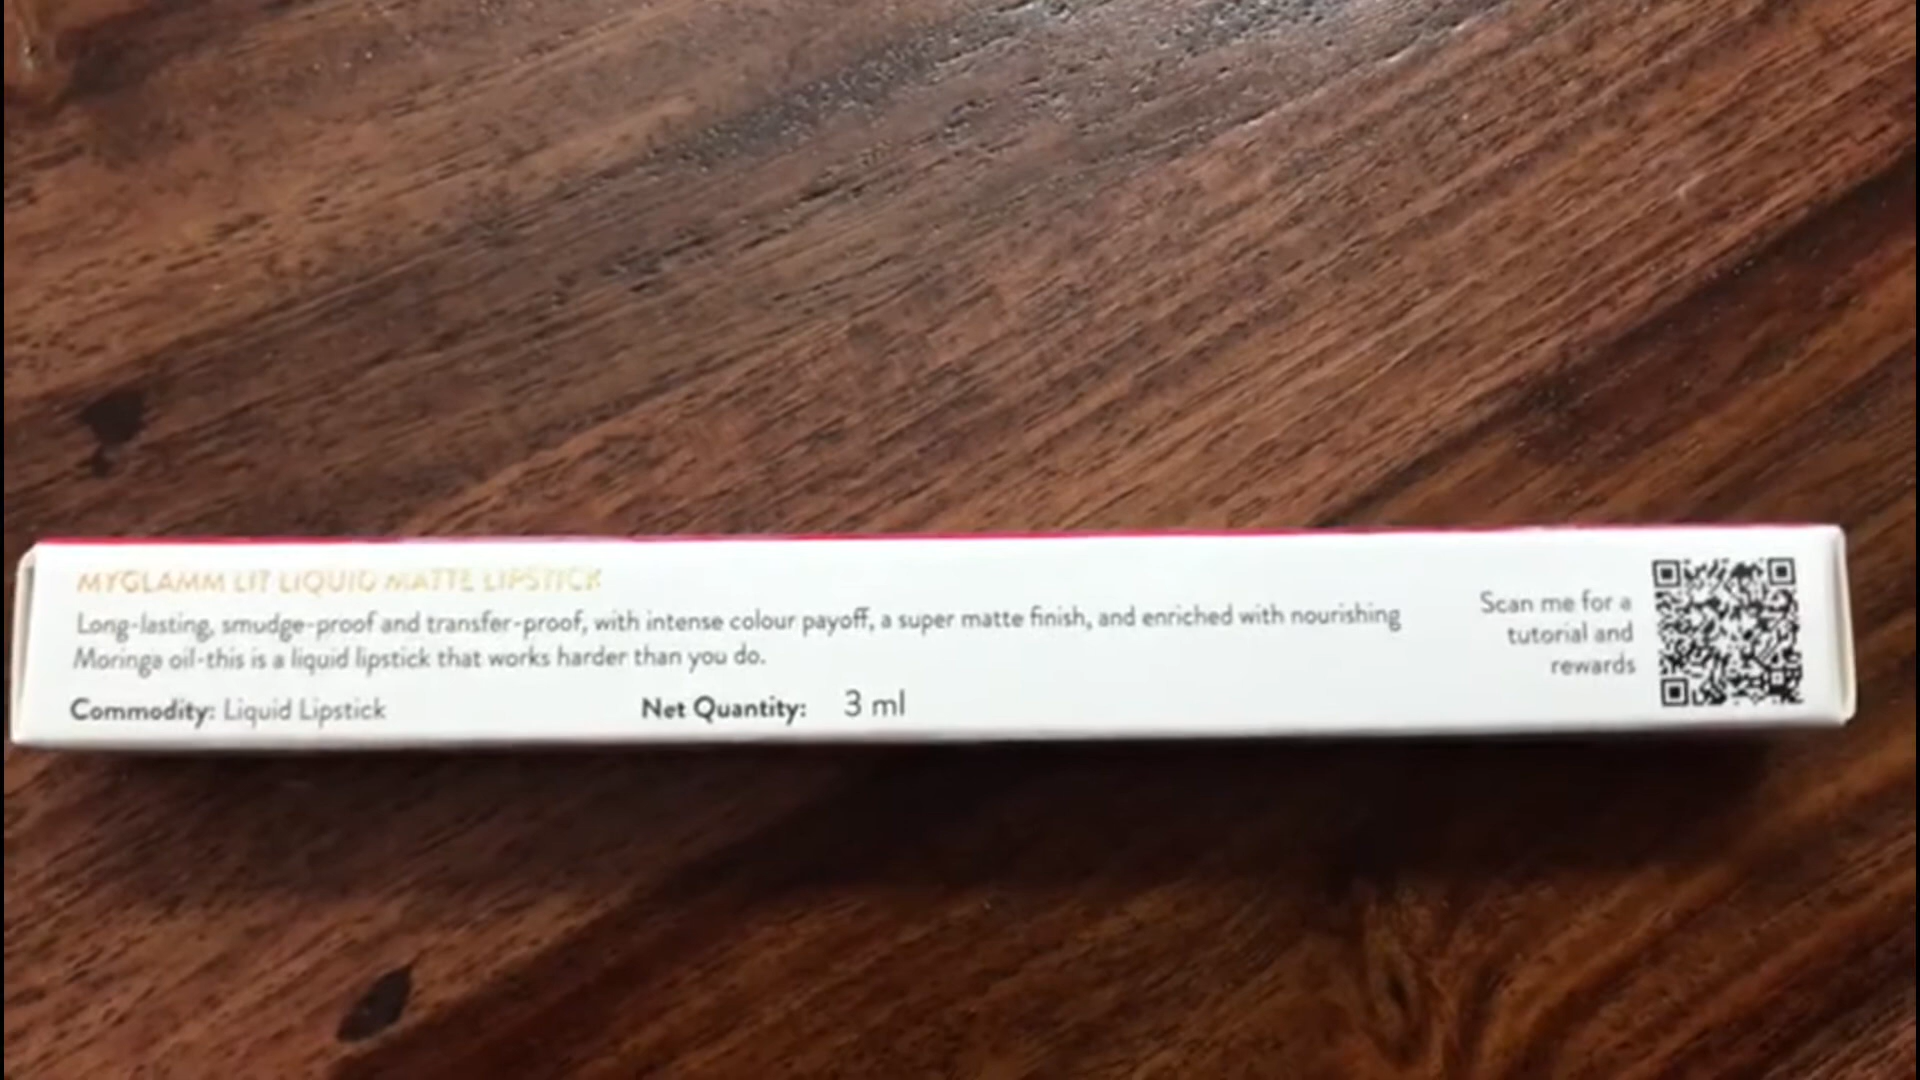 MYGLAMM LIT LIQUID MATTE LIPSTICK
Long-lasting, smudge-proof and transfer-proof, with intense colour payoff, a super matte finish, and enriched with nourishing
Moringa oil-this is a liquid lipstick that works harder than you do.
Commodity: Liquid Lipstick Net Quantity: 3 ml
Scan me for a
tutorial and
rewards